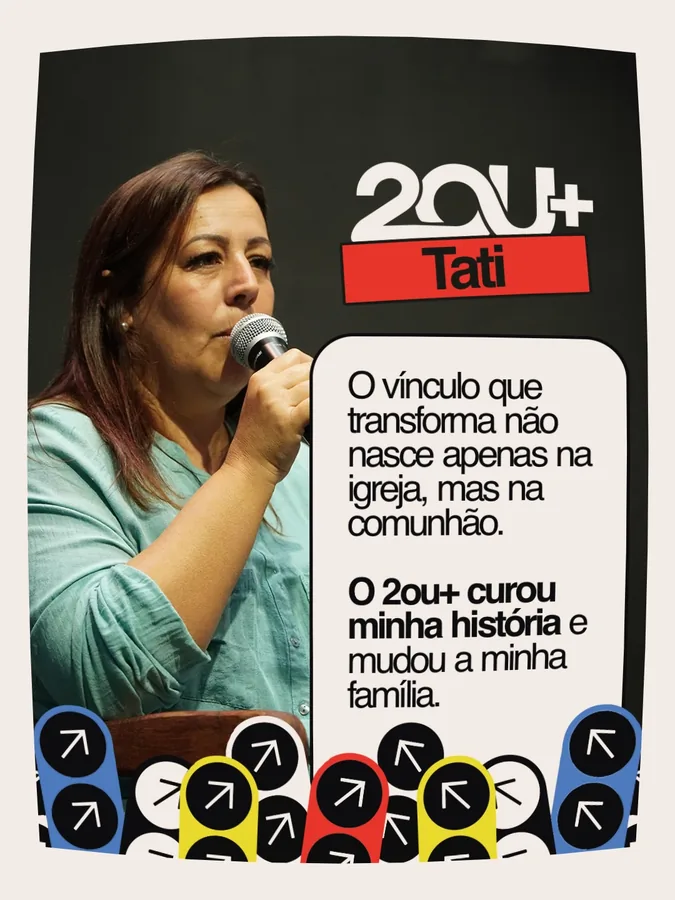 2OU+
Tati
O vínculo que
transforma não
nasce apenas na
igreja, mas na
comunhão.
O 2ou+ curou
minha história e
mudou a minha
família.